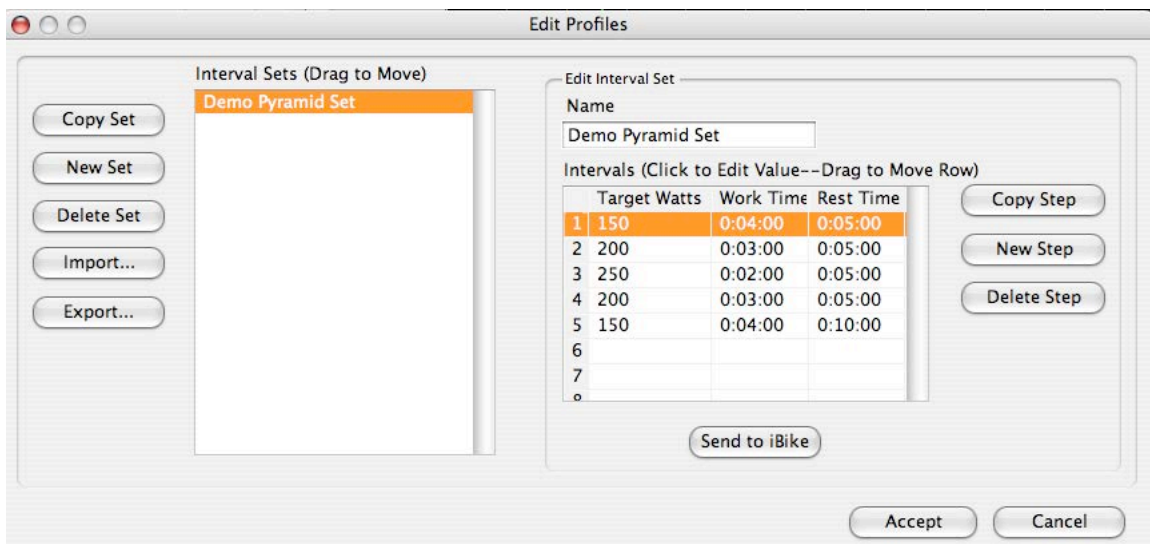 Edit Profiles
Interval Sets (Drag to Move)
Demo Pyramid Set
Copy Set
New Set
Delete Set
Import...
Export...
Edit Interval Set
Name
Demo Pyramid Set
Intervals (Click to Edit Value--Drag to Move Row)
Target Watts Work Time Rest Time
1 150 0:04:00 0:05:00
2 200 0:03:00 0:05:00
3 250 0:02:00 0:05:00
4 200 0:03:00 0:05:00
5 150 0:04:00 0:10:00
6
7
Copy Step
New Step
Delete Step
Send to iBike
Accept Cancel